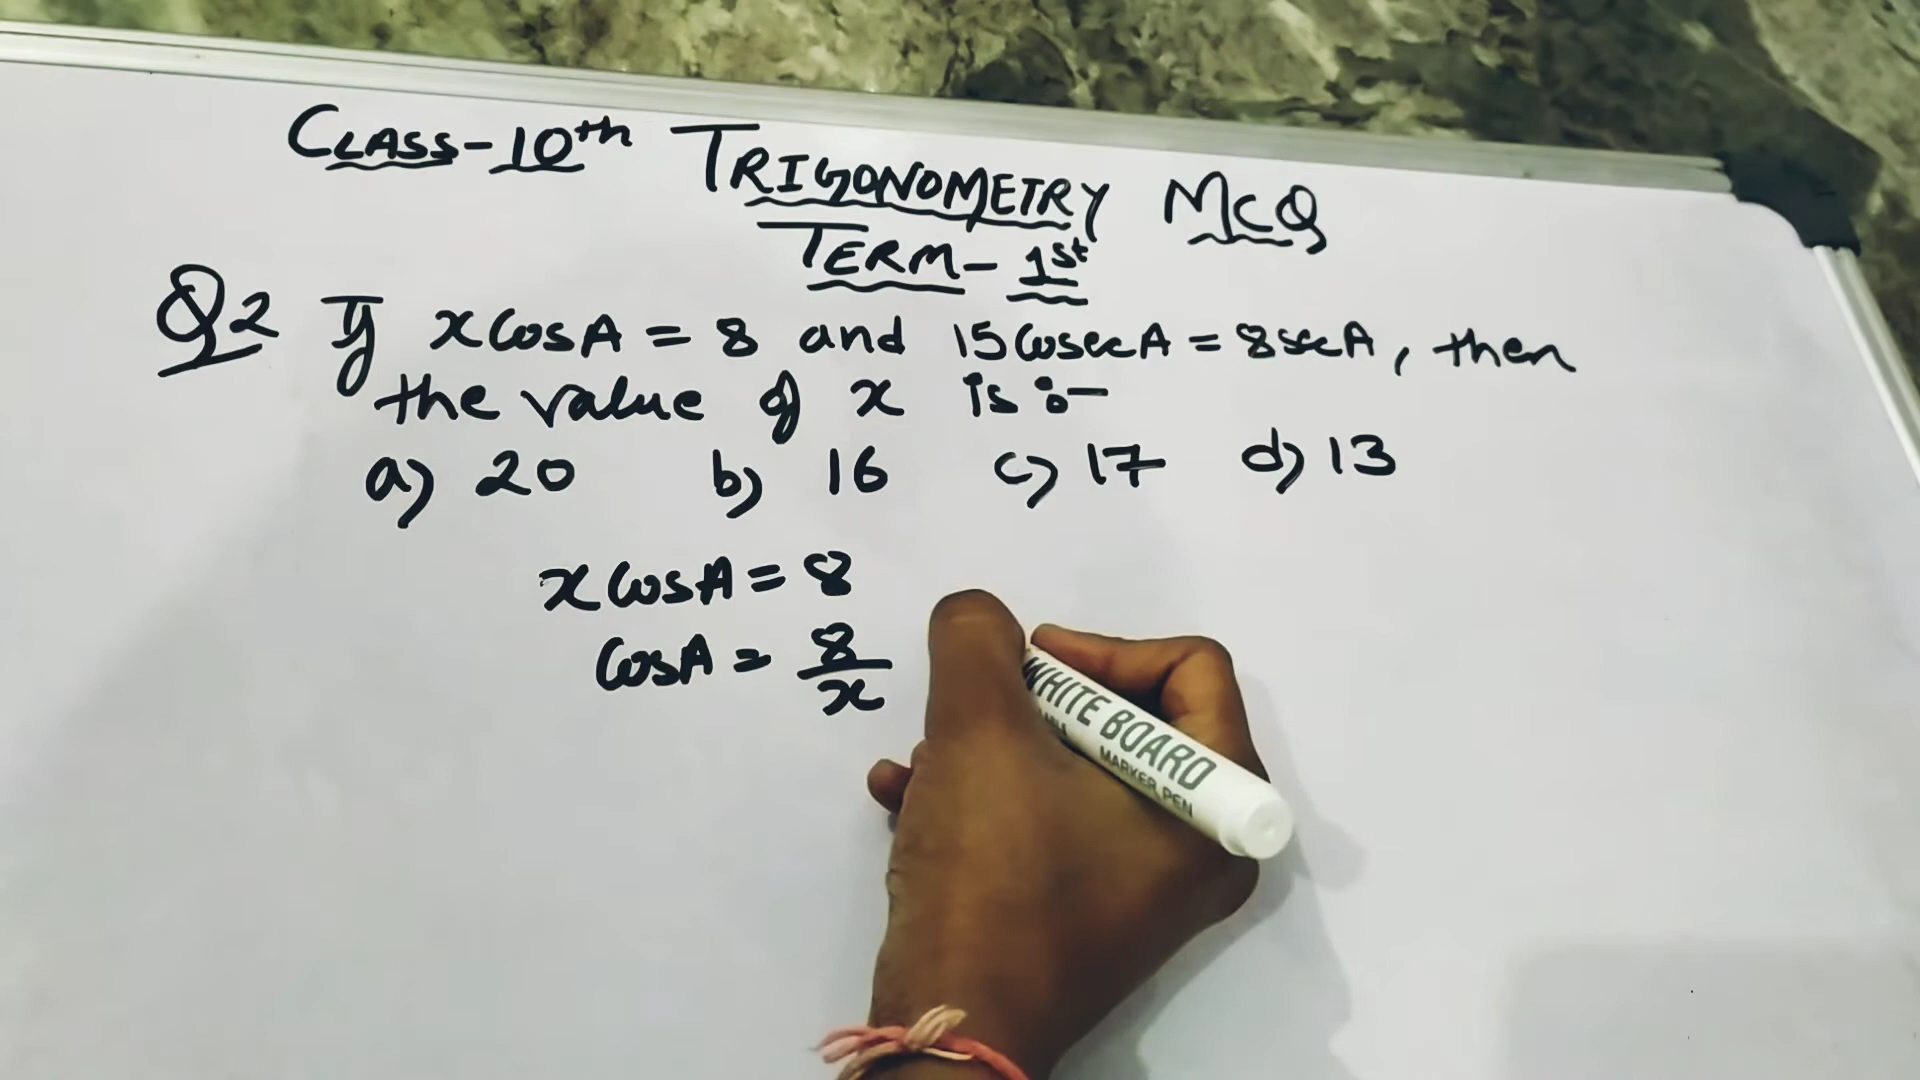 CLASS-10th TRIGONOMETRY MCQ
TERM-1st
Q2 If xCosA = 8 and 15CosecA = 8secA, then
the value of x is :-
a) 20 b) 16 c) 17 d) 13
xCosA = 8
CosA = 8/x
WHITE BOARD
MARKER PEN